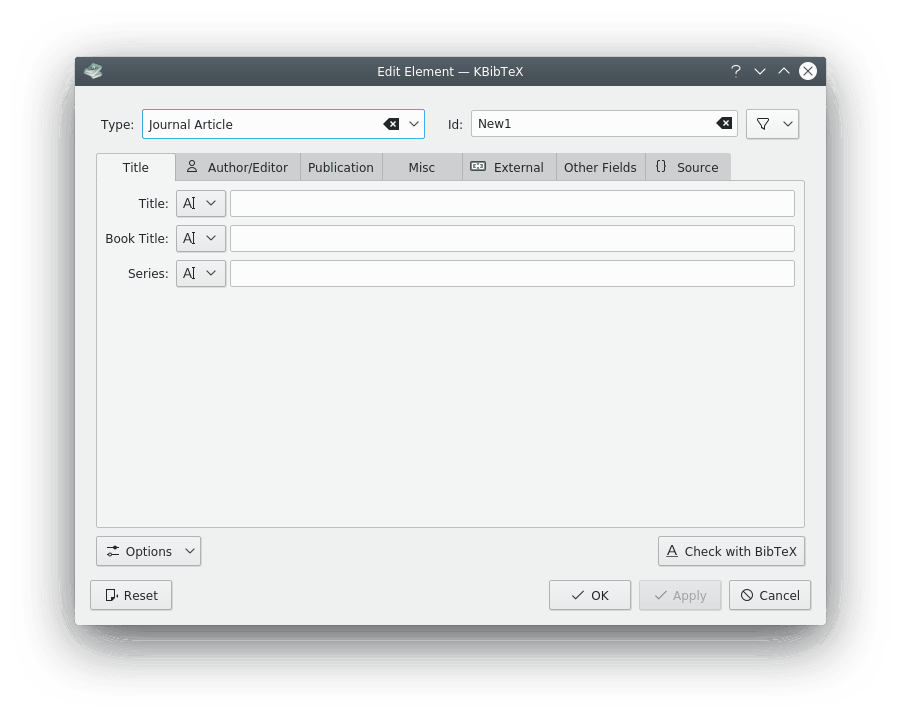 Edit Element — KBibTeX ?
Type: Journal Article Id: New1
Title Author/Editor Publication Misc External Other Fields {} Source
Title: A
Book Title: A
Series: A
Options A Check with BibTeX
Reset OK Apply Cancel